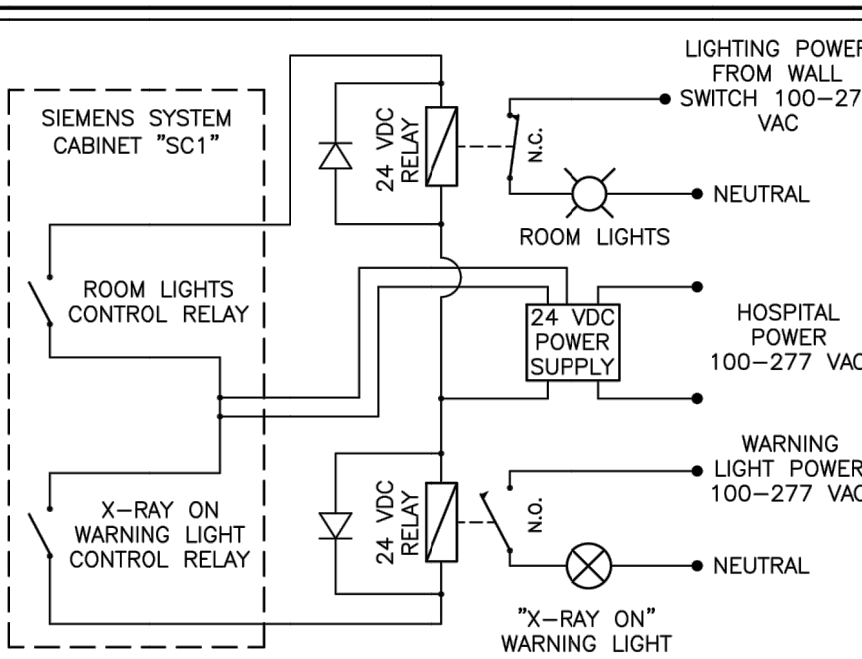 SIEMENS SYSTEM
CABINET "SC1"
ROOM LIGHTS
CONTROL RELAY
X-RAY ON
WARNING LIGHT
CONTROL RELAY
24 VDC
RELAY
N.C.
LIGHTING POWER
FROM WALL
SWITCH 100-27
VAC
NEUTRAL
ROOM LIGHTS
24 VDC
POWER
SUPPLY
HOSPITAL
POWER
100-277 VAC
24 VDC
RELAY
N.O.
WARNING
LIGHT POWER
100-277 VAC
NEUTRAL
"X-RAY ON"
WARNING LIGHT